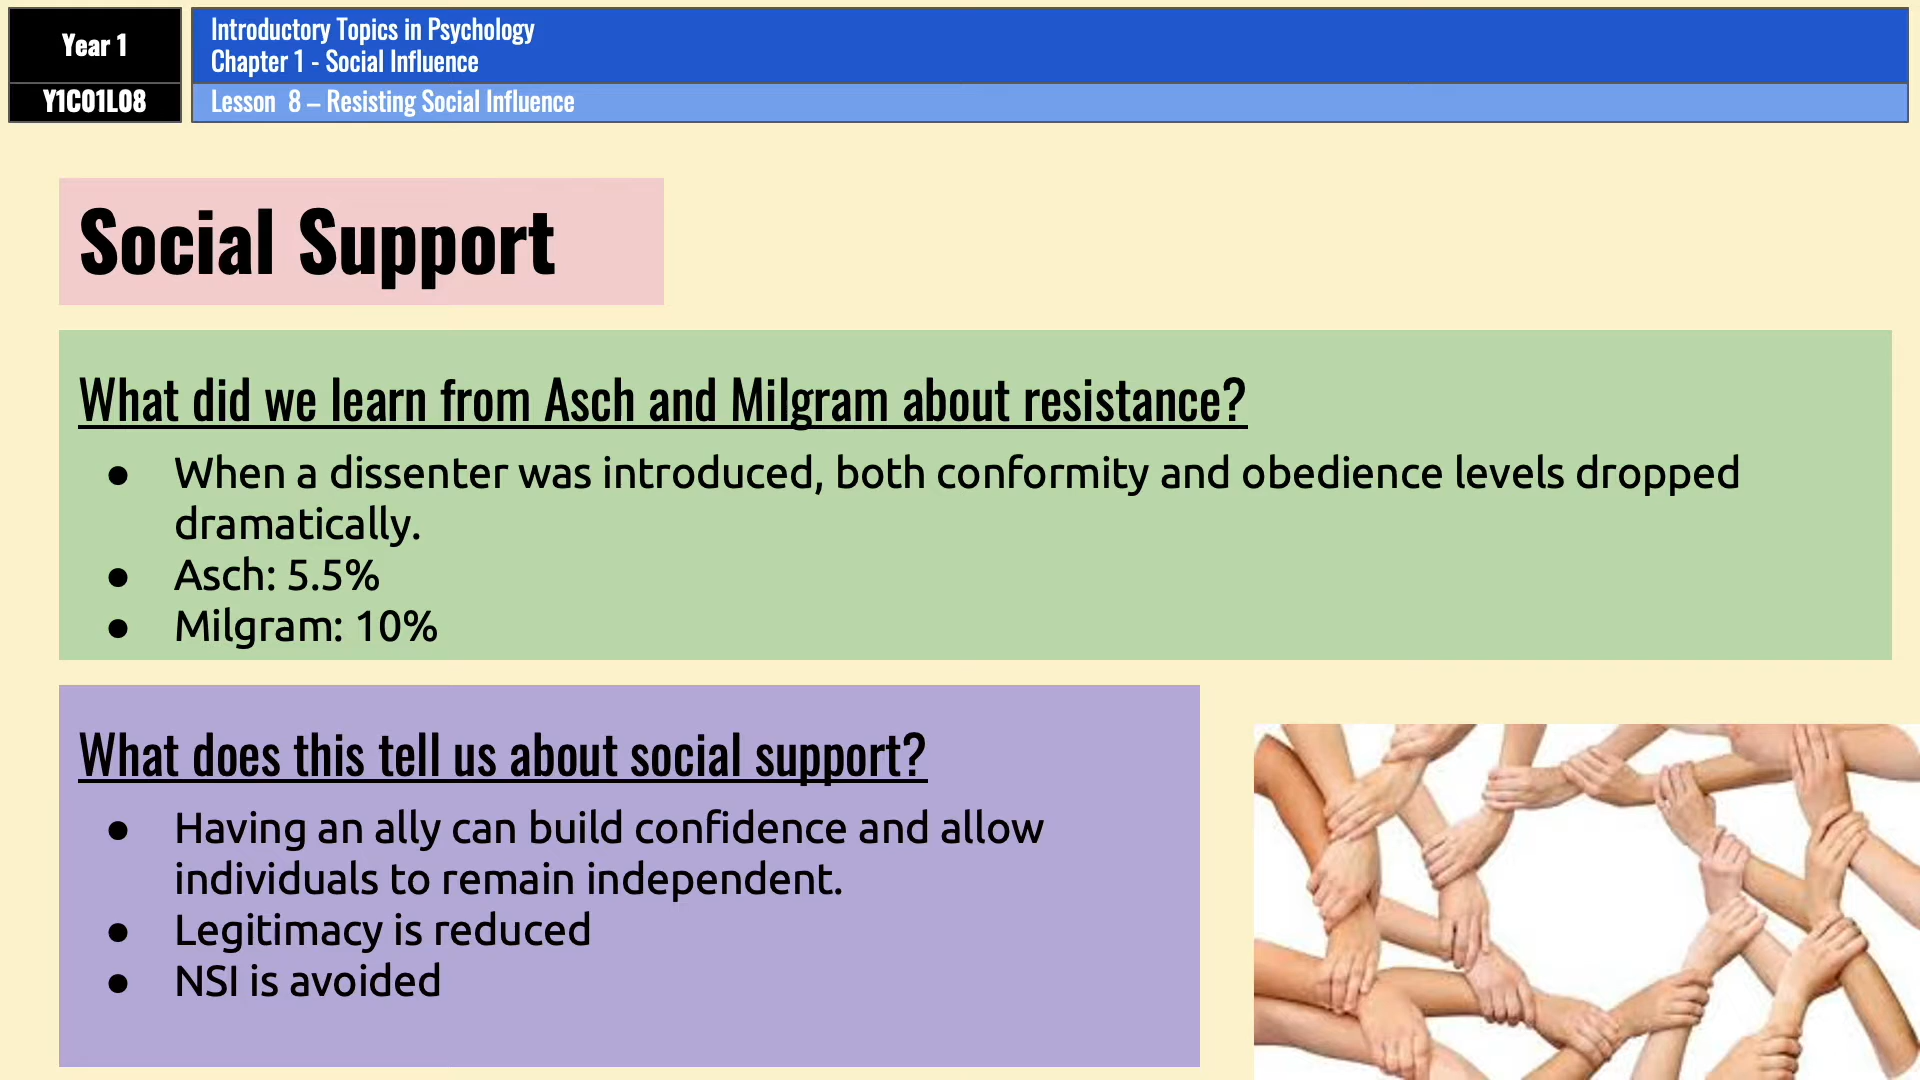 Year 1
Introductory Topics in Psychology
Chapter 1 - Social Influence
Y1C01L08
Lesson  8 – Resisting Social Influence
Social Support
What did we learn from Asch and Milgram about resistance?
● When a dissenter was introduced, both conformity and obedience levels dropped
dramatically.
● Asch: 5.5%
● Milgram: 10%
What does this tell us about social support?
● Having an ally can build confidence and allow
individuals to remain independent.
● Legitimacy is reduced
● NSI is avoided